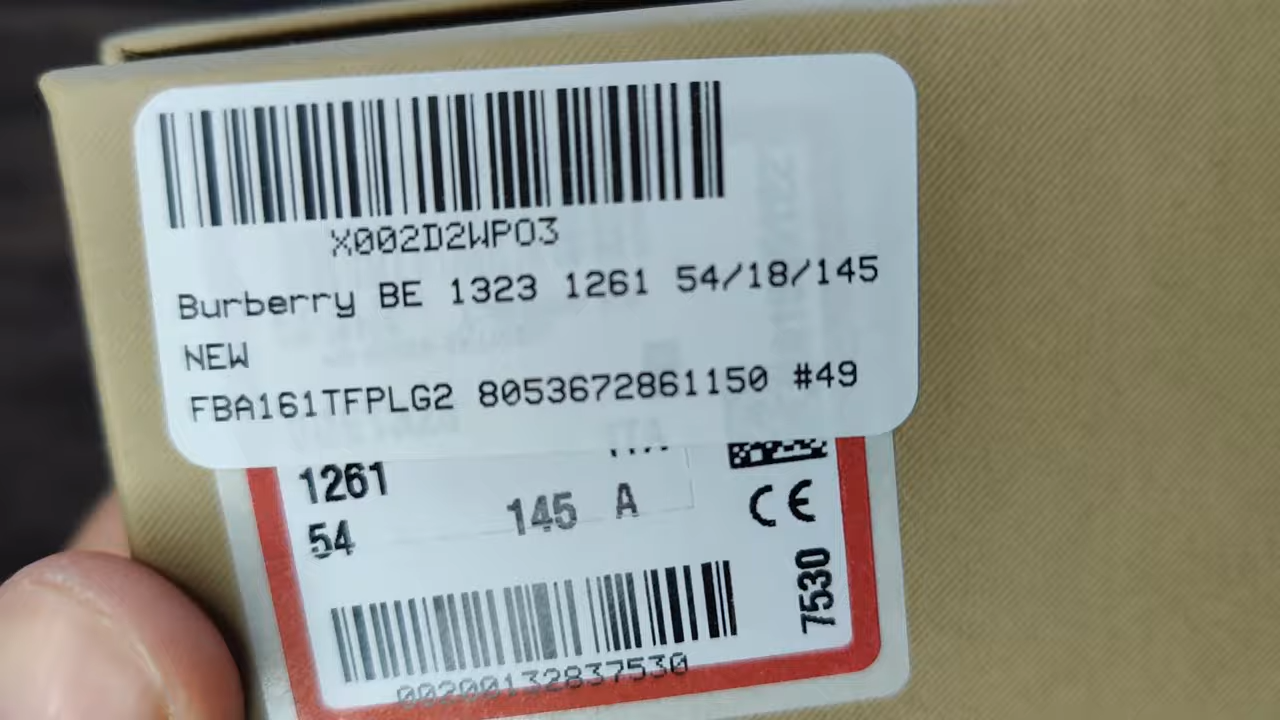 X002D2WPO3
Burberry BE 1323 1261 54/18/145
NEW
FBA161TFPLG2 8053672861150 #49
1261
54 145 A
CE
7530
00200132837530